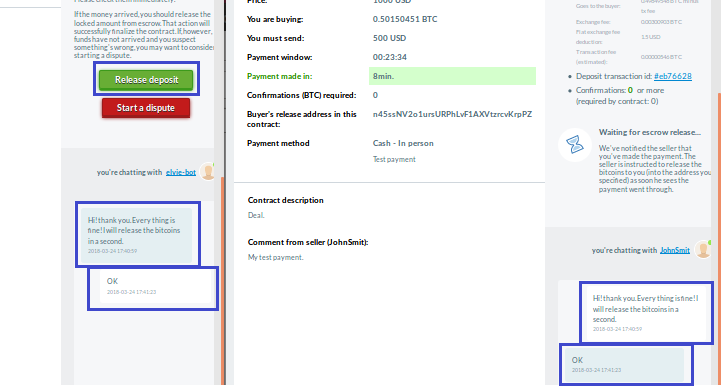 If the money arrived, you should release the
locked amount from escrow. That action will
successfully finalize the contract. If, however,
funds have not arrived and you suspect
something's wrong, you may want to consider
starting a dispute.
Release deposit
Start a dispute
you're chatting with elvie-bot
Hi! thank you. Every thing is
fine! I will release the bitcoins
in a second.
2018-03-24 17:40:59
OK
2018-03-24 17:41:23
Price: 1000 USD
You are buying: 0.50150451 BTC
You must send: 500 USD
Payment window: 00:23:34
Payment made in: 8min.
Confirmations (BTC) required: 0
Buyer's release address in this
contract:
n45ssNV2o1ursURPhLvF1AXVtzrcvKrpPZ
Payment method Cash - In person
Test payment
Contract description
Deal.
Comment from seller (JohnSmit):
My test payment.
Goes to the buyer:
to fee
Exchange fee: 0.00000903 BTC
Flat exchange fee
deduction:
1.5 USD
Transaction fee
(estimated):
Deposit transaction id: #eb76628
Confirmations: 0 or more
(required by contract: 0)
Waiting for escrow release...
We've notified the seller that
you've made the payment. The
seller is instructed to release the
bitcoins to you (into the address you
specified) as soon he sees the
payment went through.
you're chatting with JohnSmit
Hi! thank you. Every thing is fine! I
will release the bitcoins in a
second.
2018-03-24 17:40:59
OK
2018-03-24 17:41:23